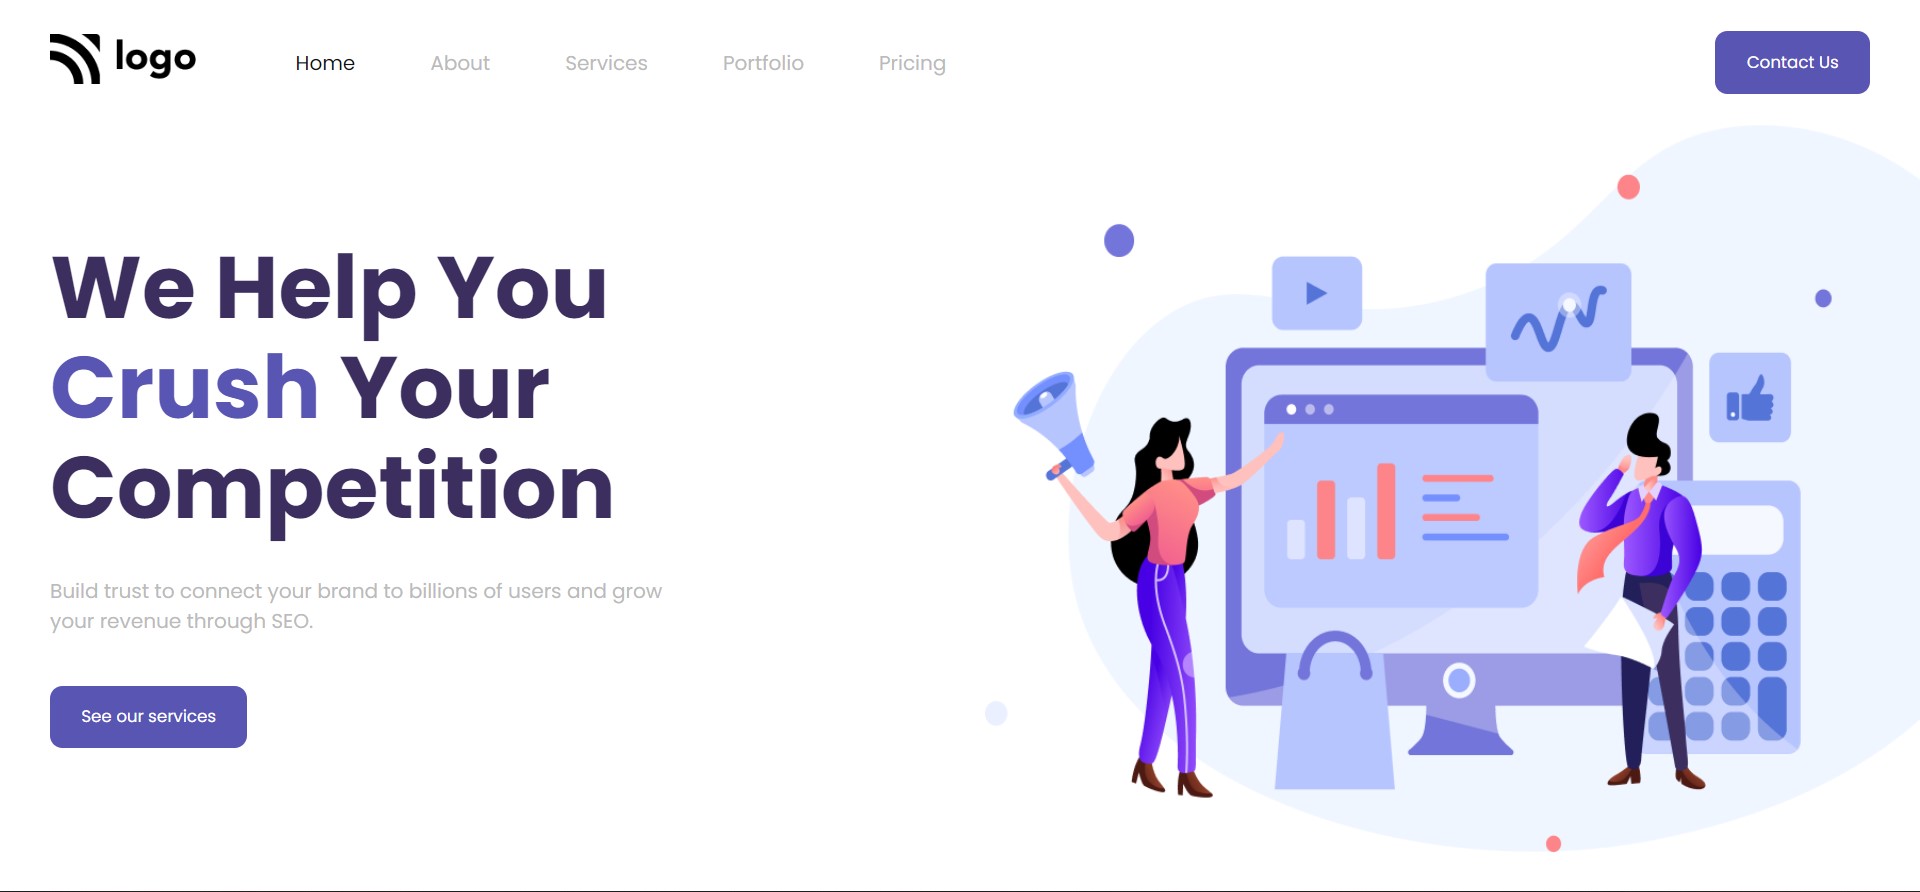 logo
Home
About
Services
Portfolio
Pricing
Contact Us
We Help You
Crush Your
Competition
Build trust to connect your brand to billions of users and grow
your revenue through SEO.
See our services